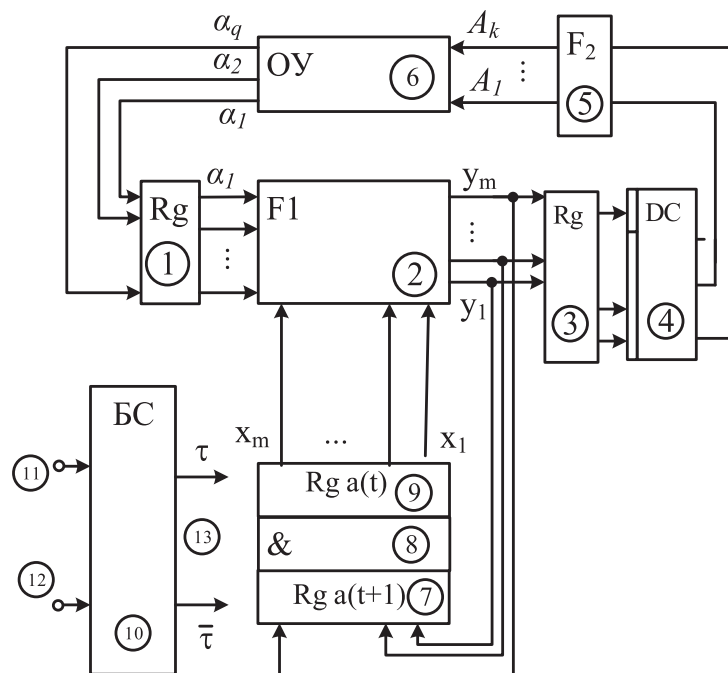 α_q
ОУ
6
A_k
F_2
α_2
⋮
α_1
A_1
5
α_1
y_m
Rg
F1
⋮
Rg
DC
⋮
1
2
y_1
3
4
БС
x_m
...
x_1
τ
Rg a(t)
9
11
13
&
8
12
Rg a(t+1)
7
10
τ̄